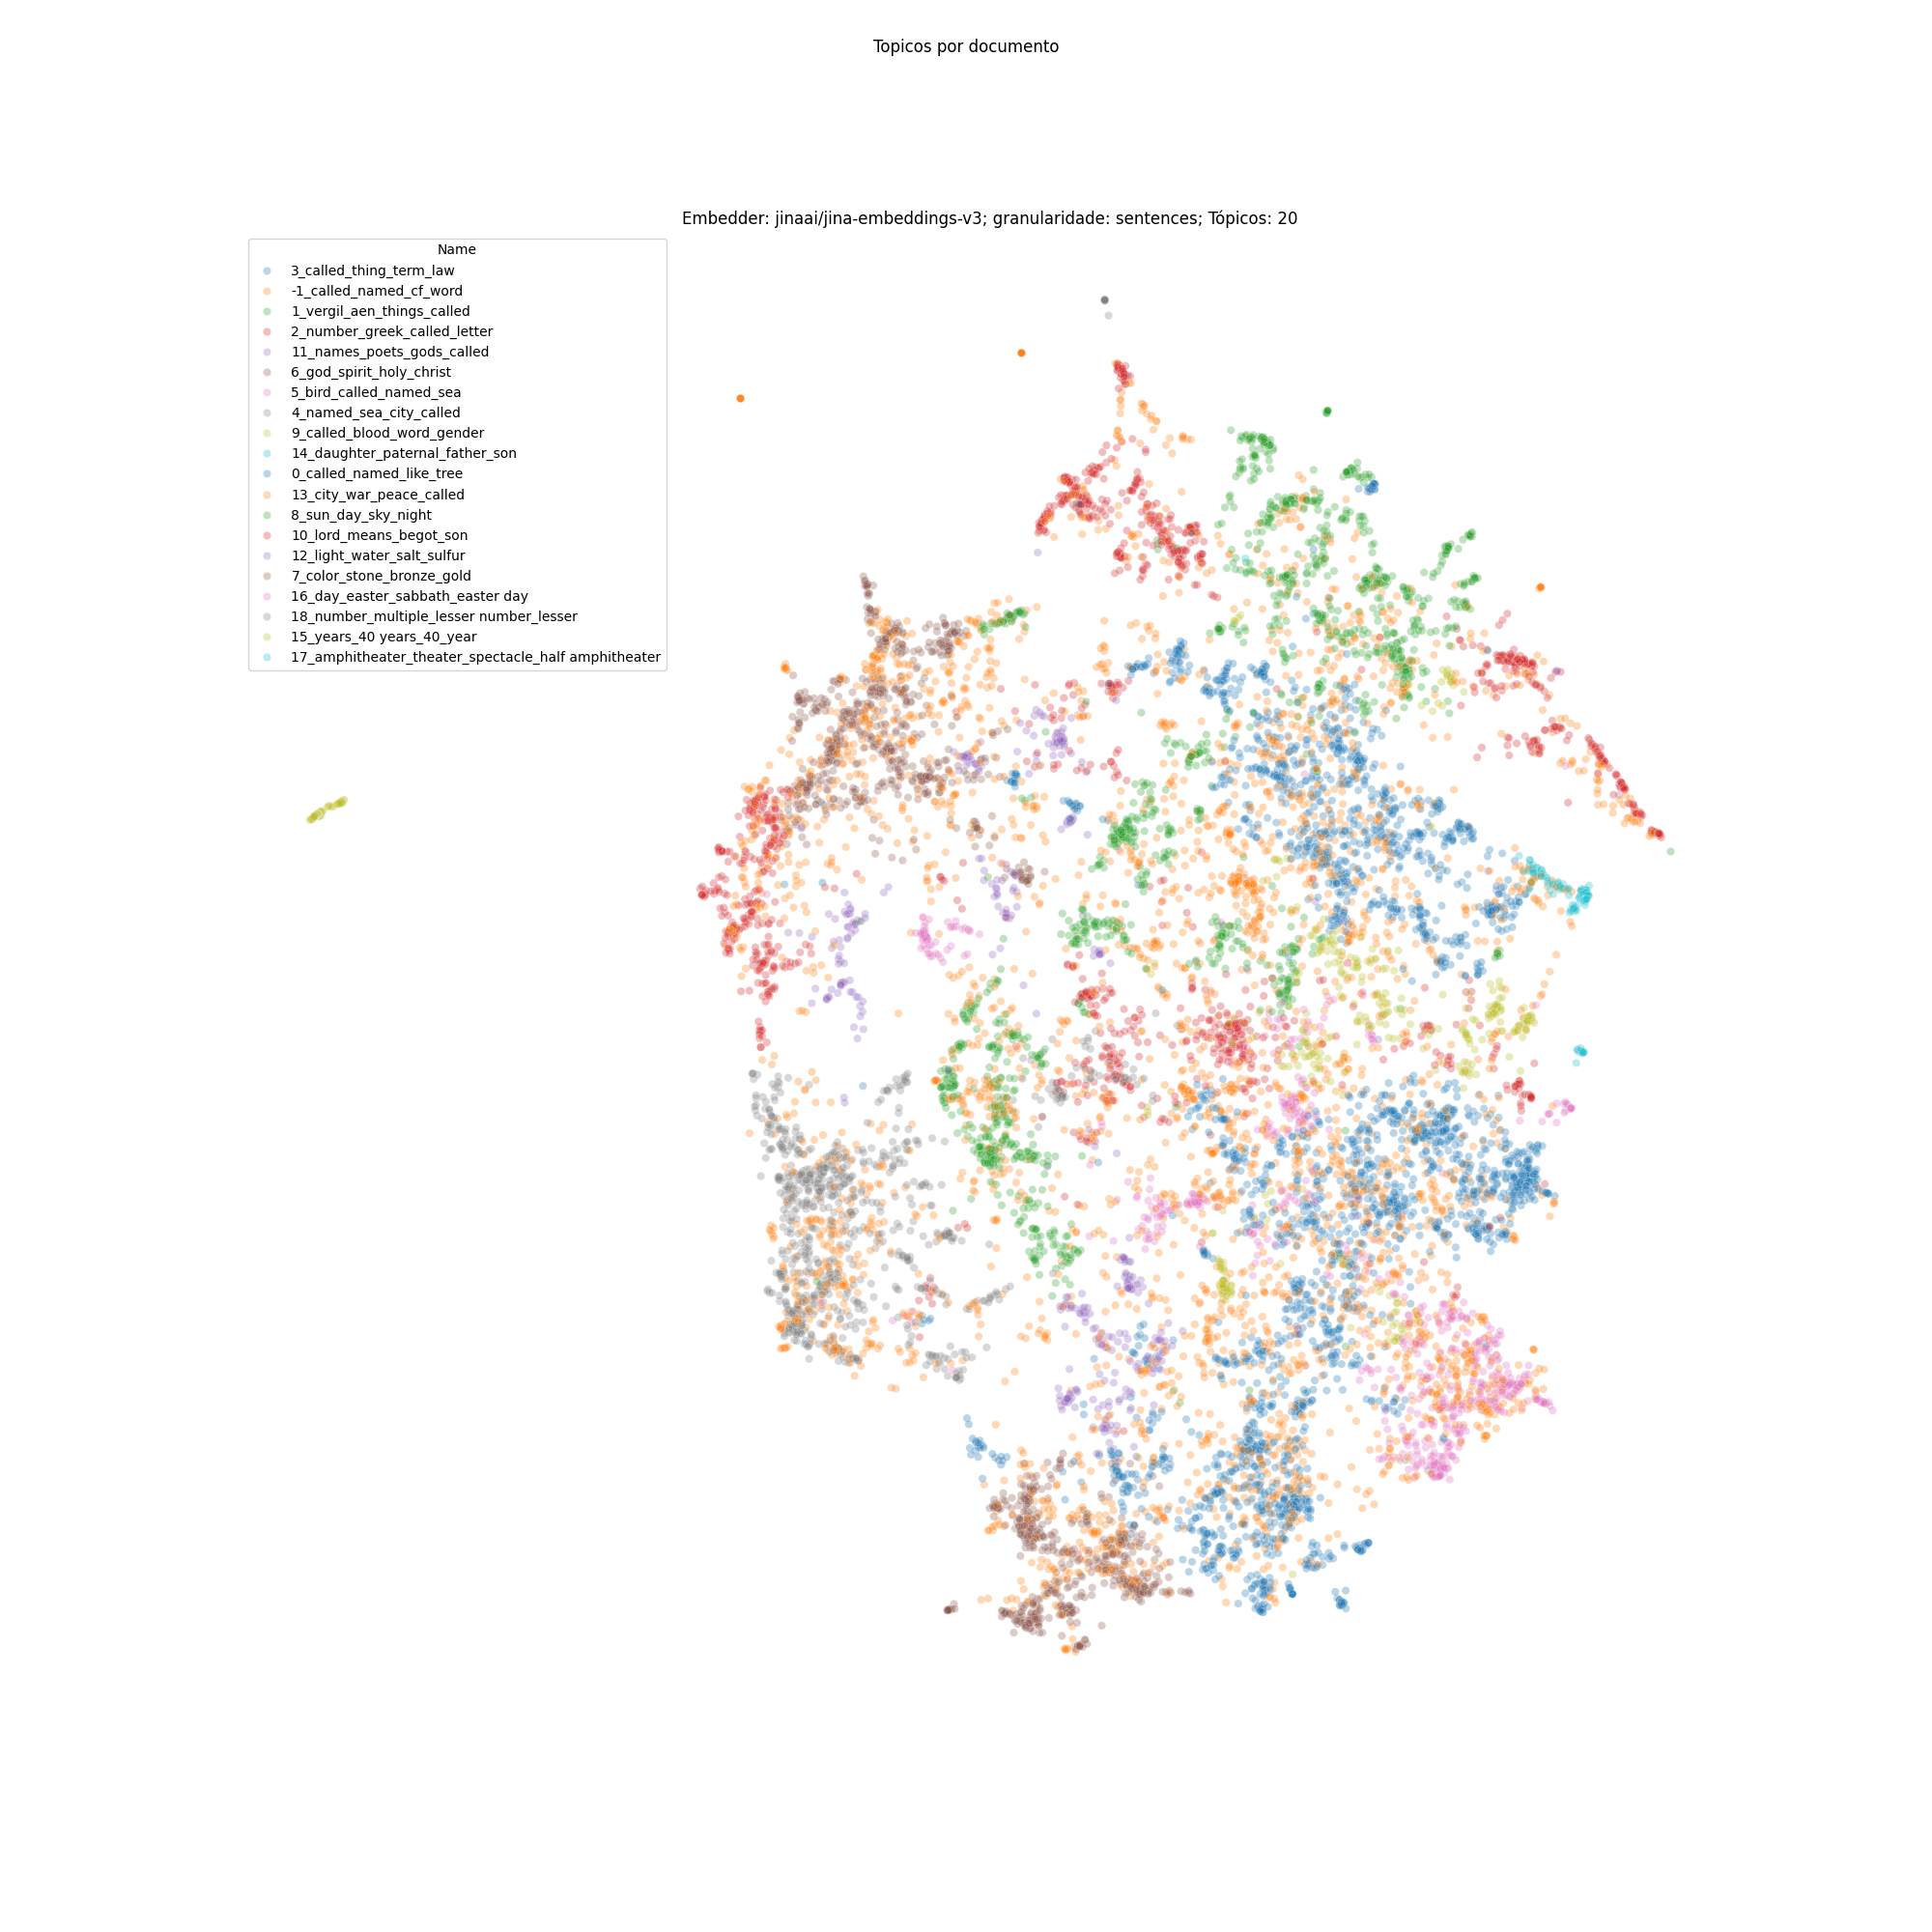 Topicos por documento
Embedder: jinaai/jina-embeddings-v3; granularidade: sentences; Tópicos: 20
Name
3_called_thing_term_law
-1_called_named_cf_word
1_vergil_aen_things_called
2_number_greek_called_letter
11_names_poets_gods_called
6_god_spirit_holy_christ
5_bird_called_named_sea
4_named_sea_city_called
9_called_blood_word_gender
14_daughter_paternal_father_son
0_called_named_like_tree
13_city_war_peace_called
8_sun_day_sky_night
10_lord_means_begot_son
12_light_water_salt_sulfur
7_color_stone_bronze_gold
16_day_easter_sabbath_easter day
18_number_multiple_lesser number_lesser
15_years_40 years_40_year
17_amphitheater_theater_spectacle_half amphitheater